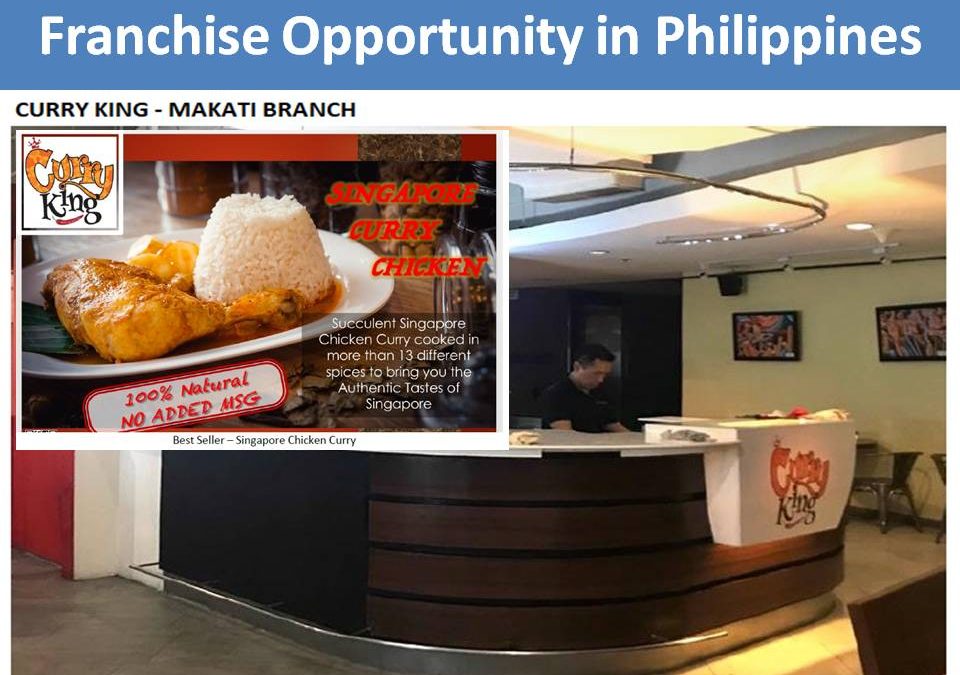 Franchise Opportunity in Philippines
CURRY KING - MAKATI BRANCH
Curry
King
SINGAPORE
CURRY
CHICKEN
Succulent Singapore
Chicken Curry cooked in
more than 13 different
spices to bring you the
Authentic Tastes of
Singapore
100% Natural
NO ADDED MSG
Best Seller – Singapore Chicken Curry
Curry
King